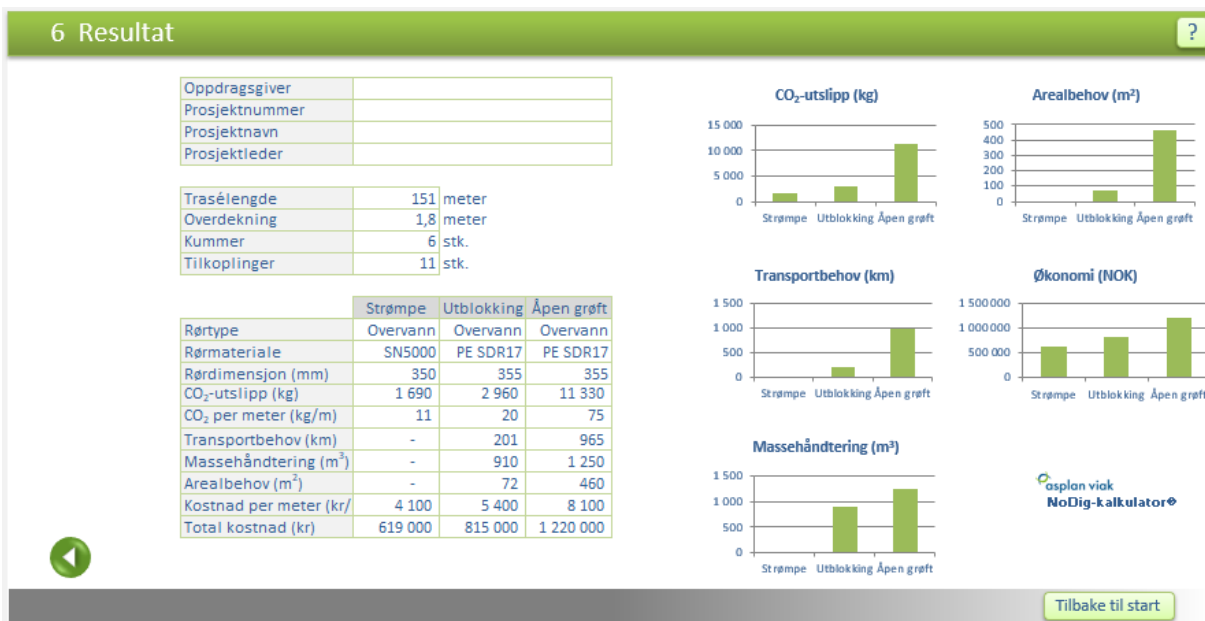 6 Resultat
?
Oppdragsgiver
Prosjektnummer
Prosjektnavn
Prosjektleder
Trasélengde 151 meter
Overdekning 1,8 meter
Kummer 6 stk.
Tilkoplinger 11 stk.
Strømpe Utblokking Åpen grøft
Rørtype Overvann Overvann Overvann
Rørmateriale SN5000 PE SDR17 PE SDR17
Rørdimensjon (mm) 350 355 355
CO₂-utslipp (kg) 1 690 2 960 11 330
CO₂ per meter (kg/m) 11 20 75
Transportbehov (km) - 201 965
Massehåndtering (m³) - 910 1 250
Arealbehov (m²) - 72 460
Kostnad per meter (kr/ 4 100 5 400 8 100
Total kostnad (kr) 619 000 815 000 1 220 000
CO₂-utslipp (kg)
15 000
10 000
5 000
0
Strømpe Utblokking Åpen grøft
Arealbehov (m²)
500
400
300
200
100
0
Strømpe Utblokking Åpen grøft
Transportbehov (km)
1 500
1 000
500
0
Strømpe Utblokking Åpen grøft
Økonomi (NOK)
1 500 000
1 000 000
500 000
0
Strømpe Utblokking Åpen grøft
Massehåndtering (m³)
1 500
1 000
500
0
Strømpe Utblokking Åpen grøft
asplan viak
NoDig-kalkulator®
Tilbake til start